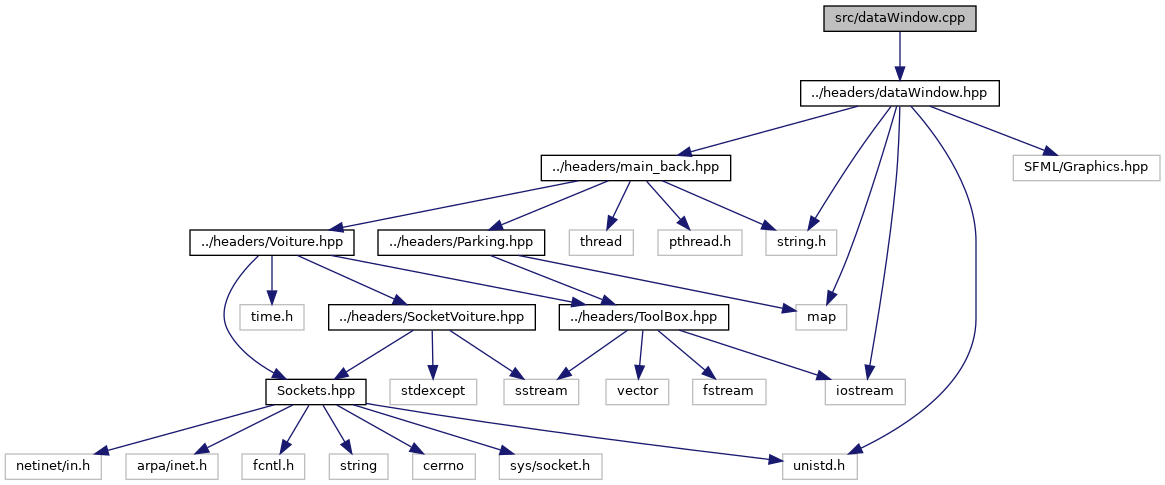 src/dataWindow.cpp
../headers/dataWindow.hpp
../headers/main_back.hpp
SFML/Graphics.hpp
../headers/Voiture.hpp
../headers/Parking.hpp
thread
pthread.h
string.h
time.h
../headers/SocketVoiture.hpp
../headers/ToolBox.hpp
map
Sockets.hpp
stdexcept
sstream
vector
fstream
iostream
netinet/in.h
arpa/inet.h
fcntl.h
string
cerrno
sys/socket.h
unistd.h